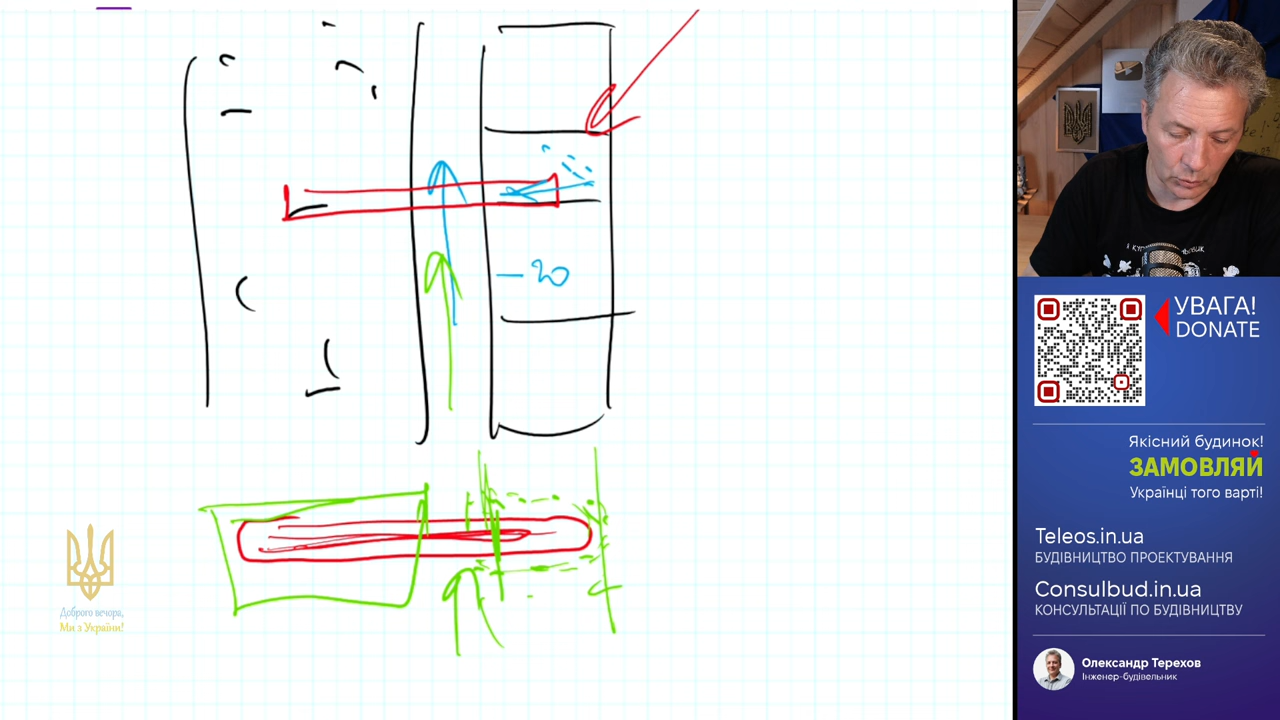 -20
Доброго вечора,
Ми з України!
УВАГА!
DONATE
Якісний будинок!
ЗАМОВЛЯЙ
Українці того варті!
Teleos.in.ua
БУДІВНИЦТВО ПРОЕКТУВАННЯ
Consulbud.in.ua
КОНСУЛЬТАЦІЇ ПО БУДІВНИЦТВУ
Олександр Терехов
Інженер-будівельник